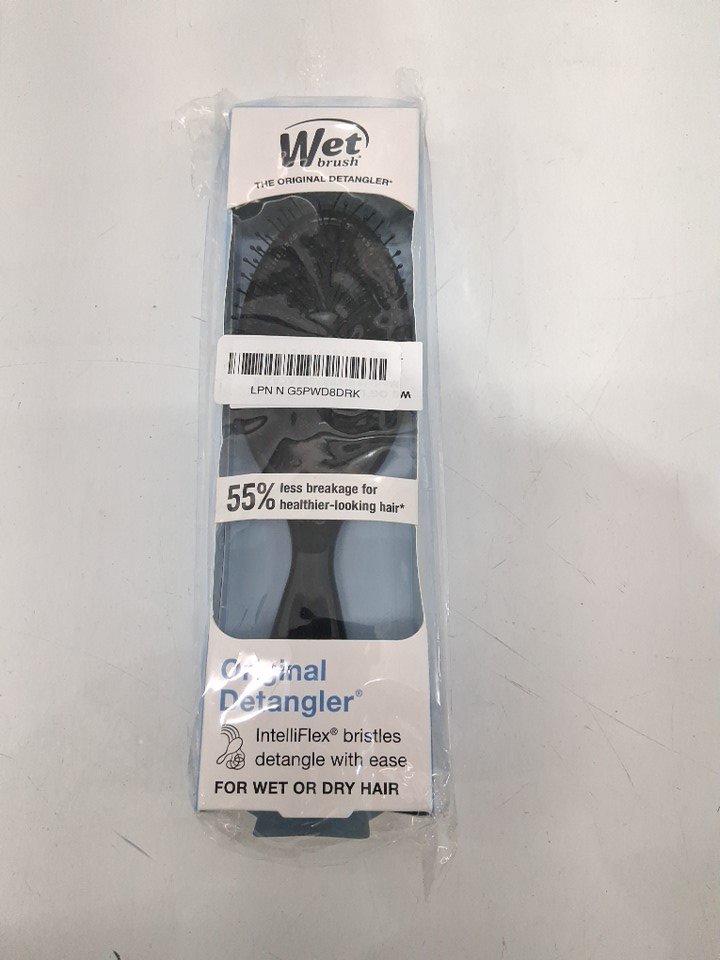 Wet
brush®
THE ORIGINAL DETANGLER®
LPN N G5PWD8DRK
55% less breakage for
healthier-looking hair*
Original
Detangler®
IntelliFlex® bristles
detangle with ease
FOR WET OR DRY HAIR